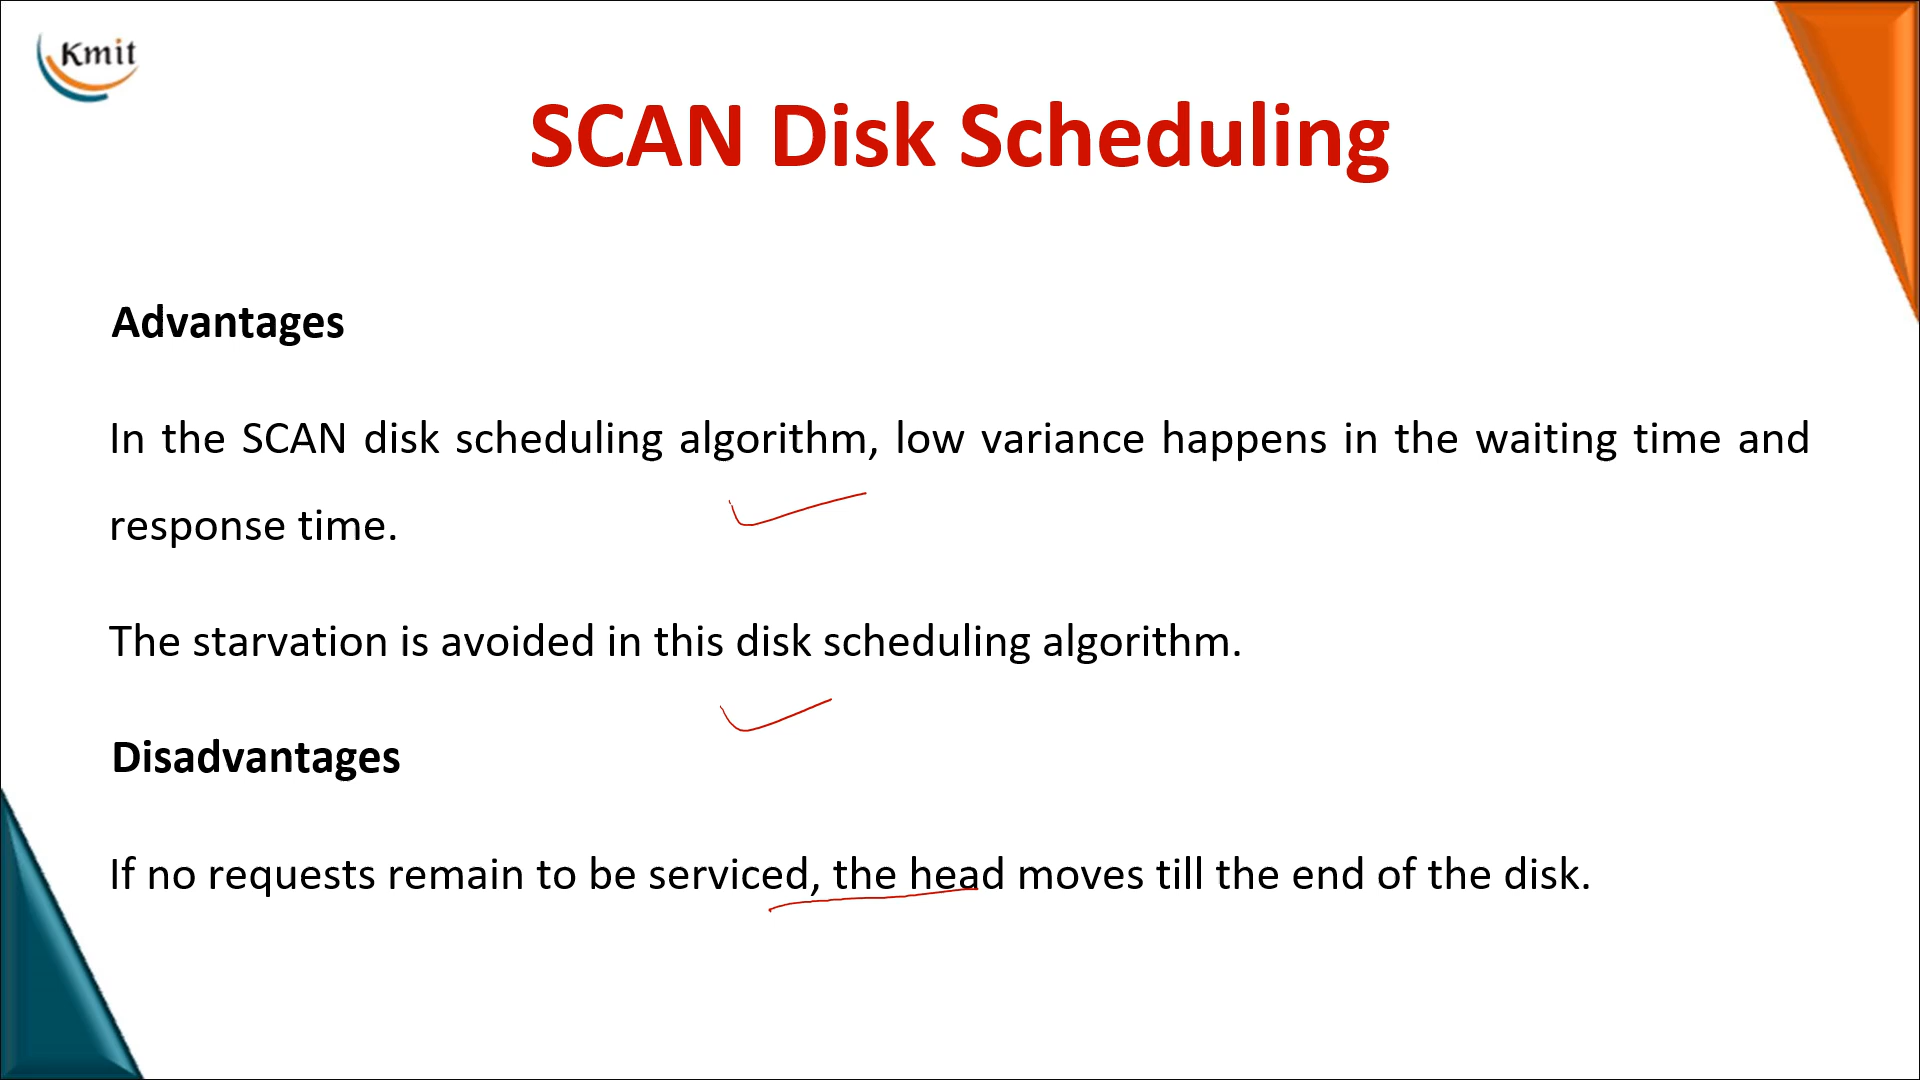 Kmit
SCAN Disk Scheduling
Advantages
In the SCAN disk scheduling algorithm, low variance happens in the waiting time and
response time.
The starvation is avoided in this disk scheduling algorithm.
Disadvantages
If no requests remain to be serviced, the head moves till the end of the disk.